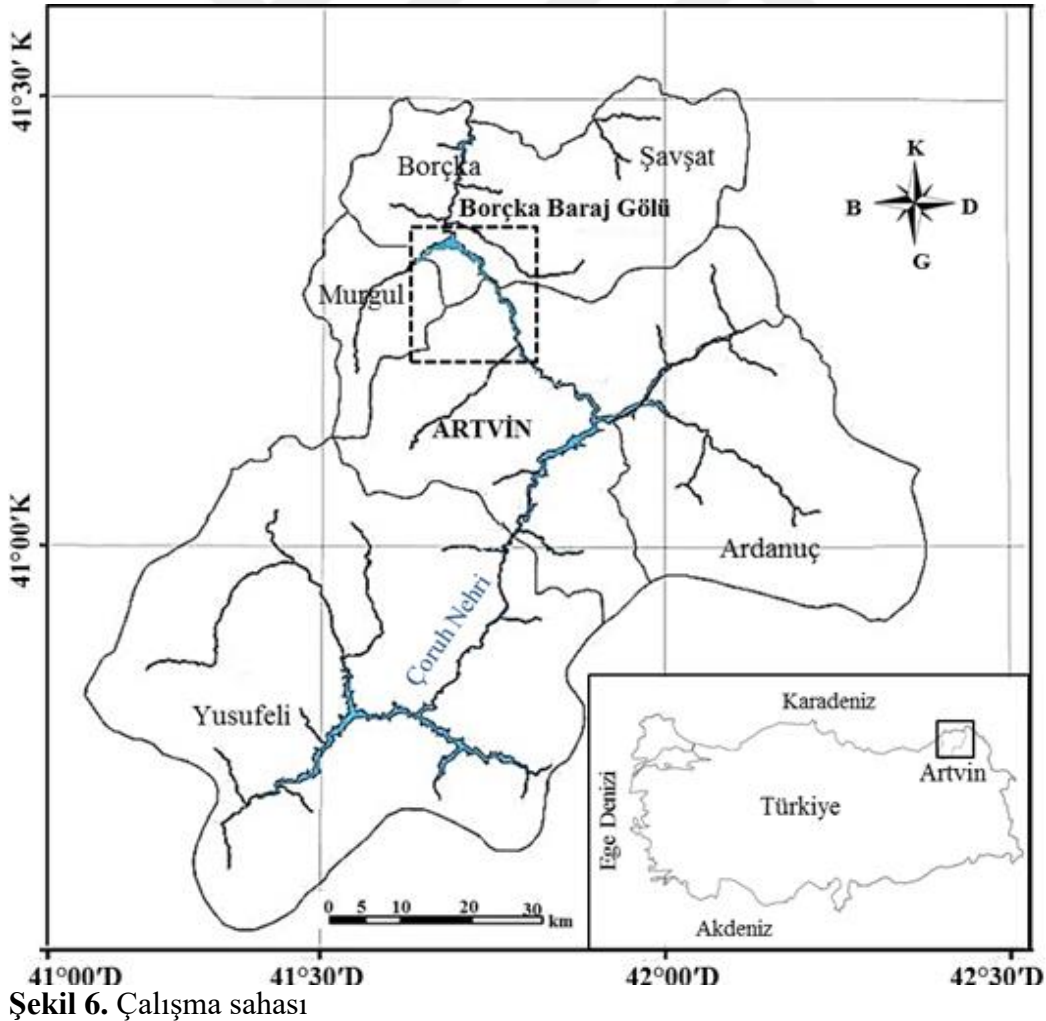 41°30′ K
Borçka
Şavşat
K
B
D
G
Borçka Baraj Gölü
Murgul
ARTVİN
41°00′K
Ardanuç
Çoruh Nehri
Yusufeli
Karadeniz
Artvin
Türkiye
Ege Denizi
Akdeniz
0 5 10 20 30 km
41°00′D
41°30′D
42°00′D
42°30′D
Şekil 6. Çalışma sahası